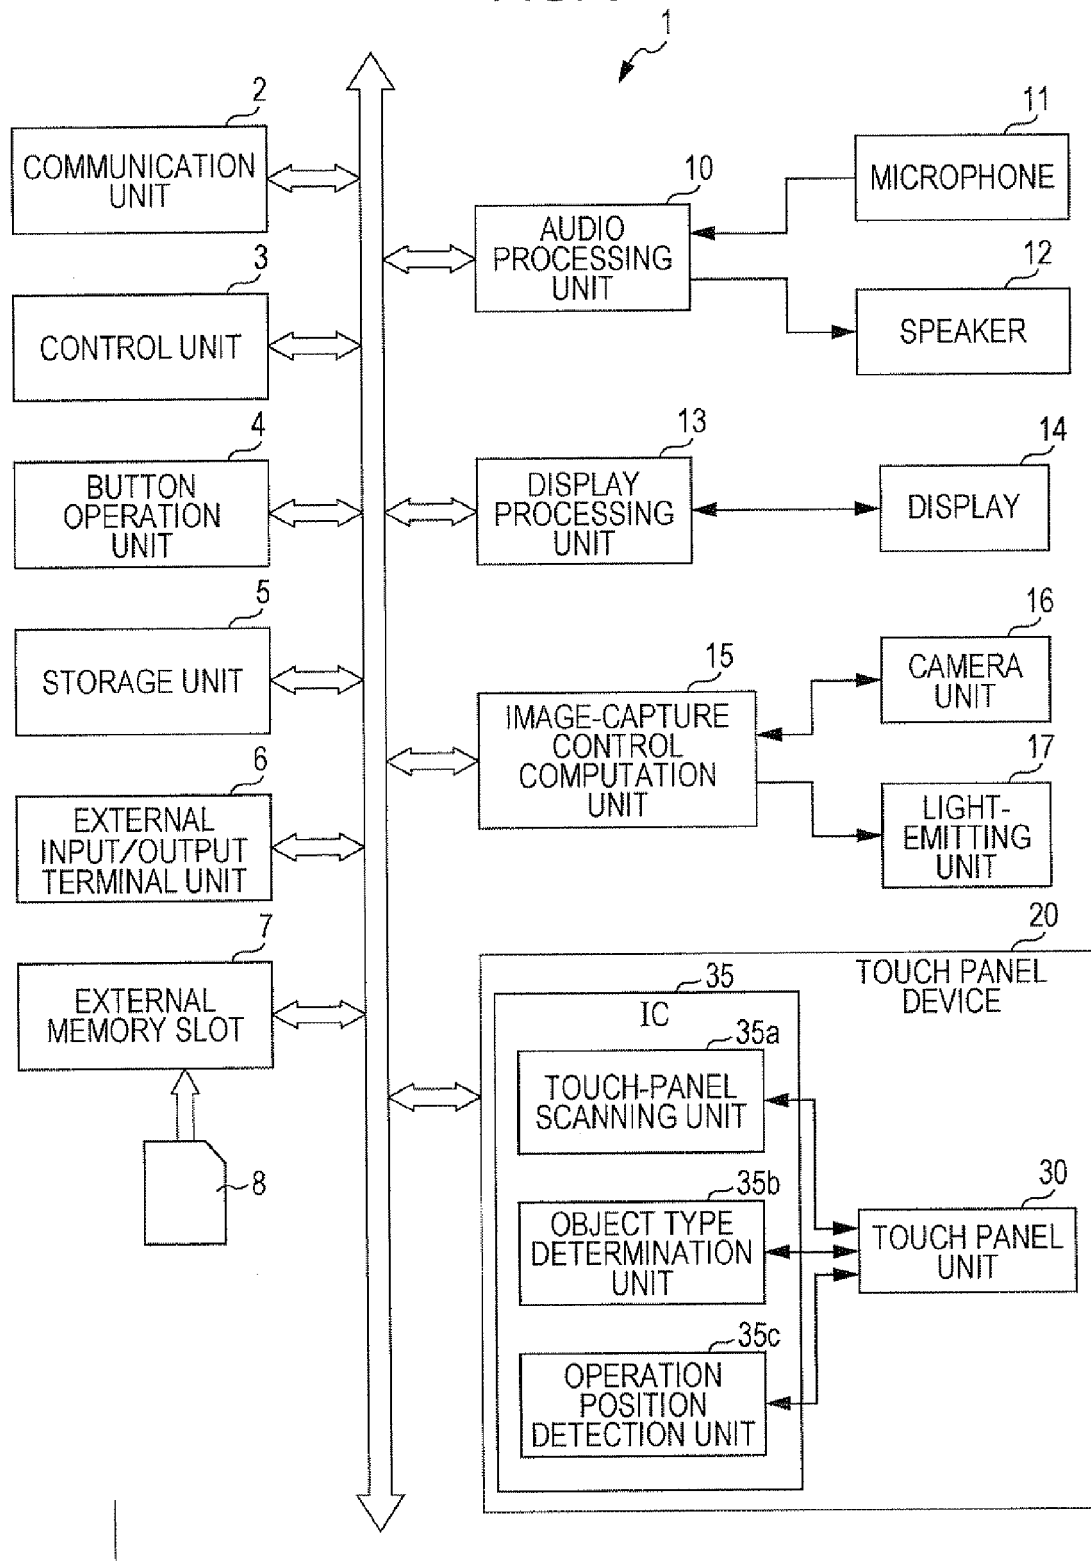 1
2
COMMUNICATION
UNIT
3
CONTROL UNIT
4
BUTTON
OPERATION
UNIT
5
STORAGE UNIT
6
EXTERNAL
INPUT/OUTPUT
TERMINAL UNIT
7
EXTERNAL
MEMORY SLOT
8
10
AUDIO
PROCESSING
UNIT
11
MICROPHONE
12
SPEAKER
13
DISPLAY
PROCESSING
UNIT
14
DISPLAY
15
IMAGE-CAPTURE
CONTROL
COMPUTATION
UNIT
16
CAMERA
UNIT
17
LIGHT-
EMITTING
UNIT
20
TOUCH PANEL
DEVICE
35
IC
35a
TOUCH-PANEL
SCANNING UNIT
35b
OBJECT TYPE
DETERMINATION
UNIT
35c
OPERATION
POSITION
DETECTION UNIT
30
TOUCH PANEL
UNIT